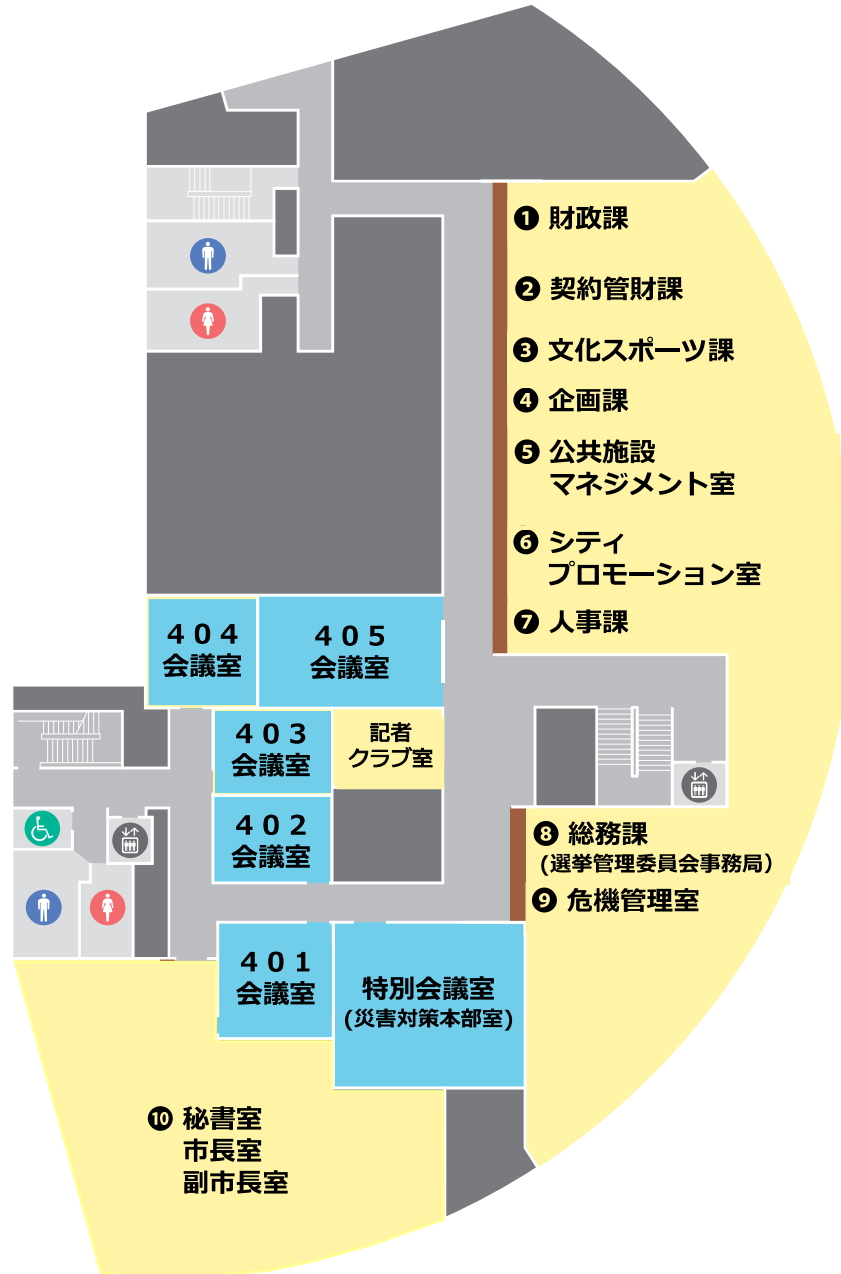 ❶ 財政課
❷ 契約管財課
❸ 文化スポーツ課
❹ 企画課
❺ 公共施設
マネジメント室
❻ シティ
プロモーション室
❼ 人事課
４０４
会議室
４０５
会議室
４０３
会議室
記者
クラブ室
４０２
会議室
❽ 総務課
(選挙管理委員会事務局)
❾ 危機管理室
４０１
会議室
特別会議室
(災害対策本部室)
❿ 秘書室
市長室
副市長室